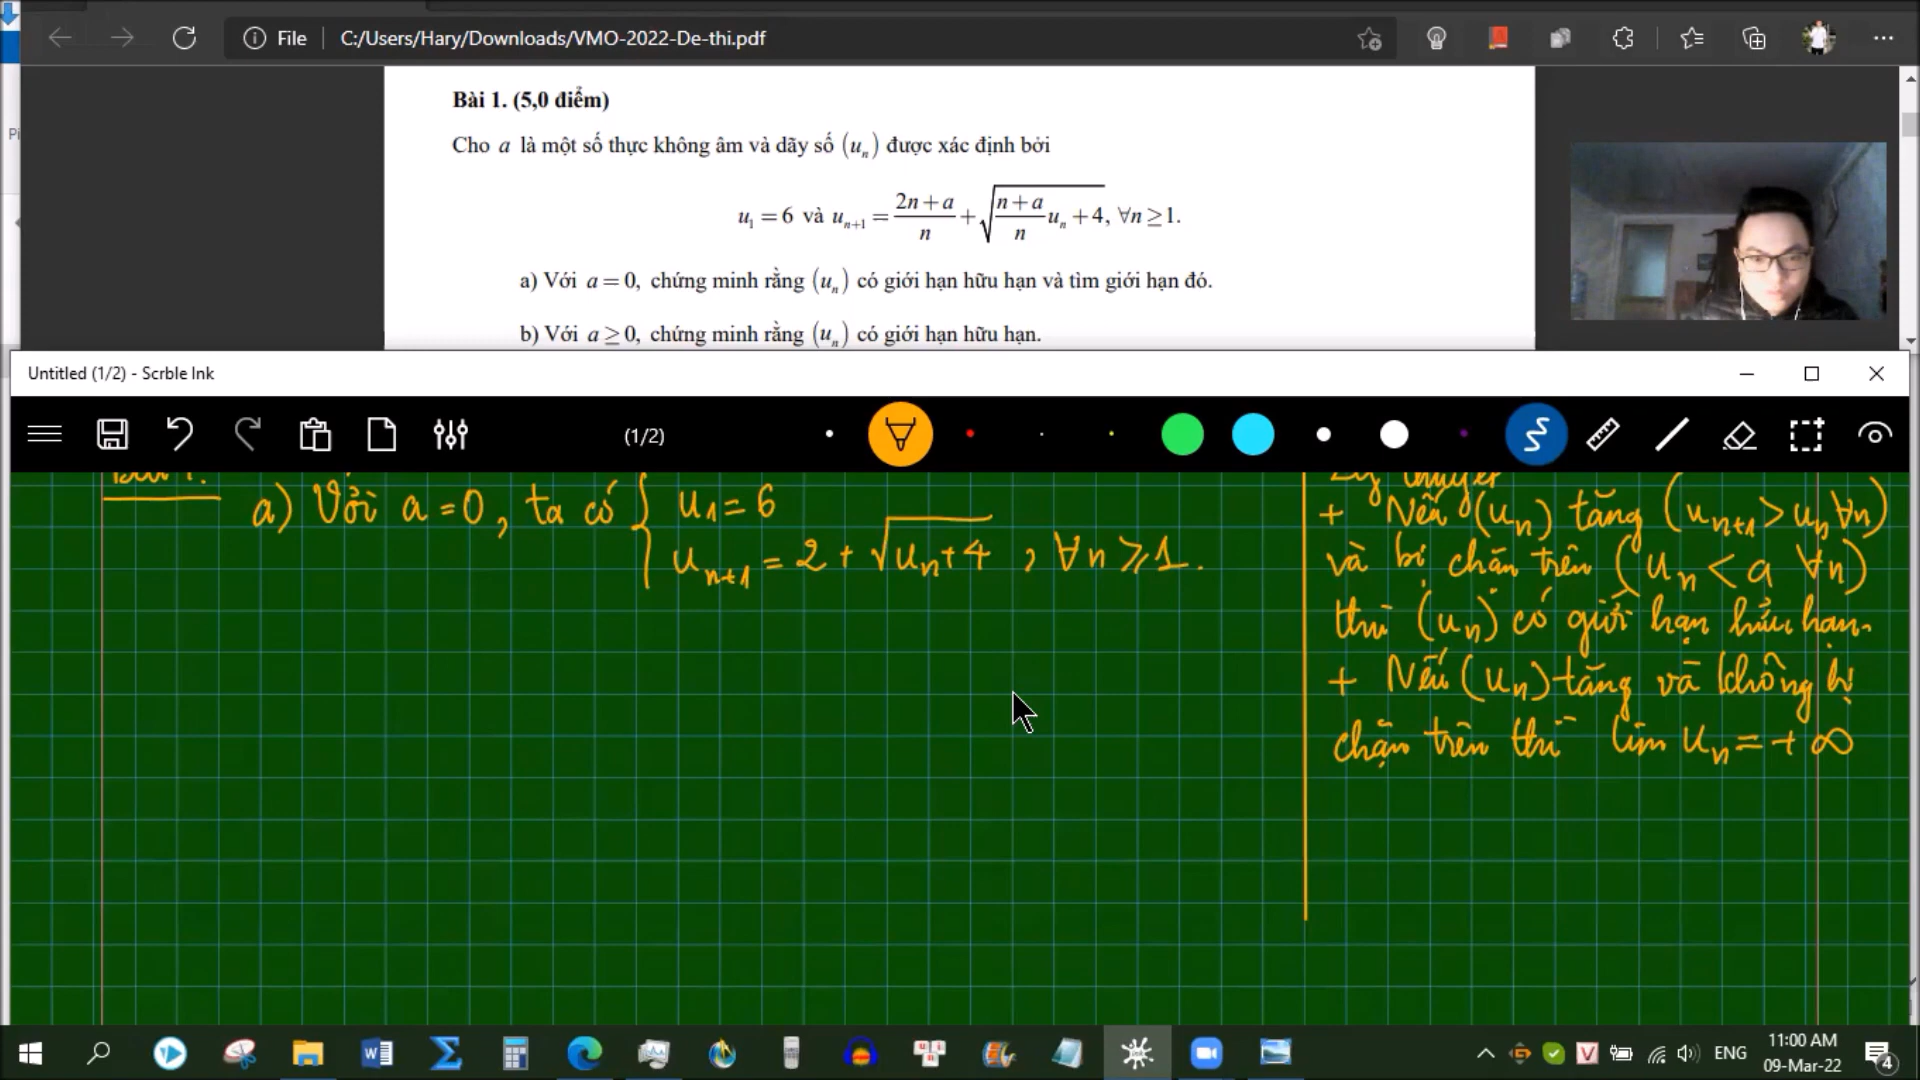 File
C:/Users/Hary/Downloads/VMO-2022-De-thi.pdf
Bài 1. (5,0 điểm)
Cho a là một số thực không âm và dãy số (uₙ) được xác định bởi
u₁ = 6 và uₙ₊₁ = (2n + a)/n + √((n + a)/n uₙ + 4), ∀n ≥ 1.
a) Với a = 0, chứng minh rằng (uₙ) có giới hạn hữu hạn và tìm giới hạn đó.
b) Với a ≥ 0, chứng minh rằng (uₙ) có giới hạn hữu hạn.
Untitled (1/2) - Scrble Ink
(1/2)
a) Với a = 0, ta có { u₁ = 6
uₙ₊₁ = 2 + √(uₙ + 4) , ∀n ≥ 1.
Lý thuyết
+ Nếu (uₙ) tăng (uₙ₊₁ > uₙ ∀n)
và bị chặn trên (uₙ < a ∀n)
thì (uₙ) có giới hạn hữu hạn.
+ Nếu (uₙ) tăng và không bị
chặn trên thì lim uₙ = + ∞
ENG
11:00 AM
09-Mar-22
4